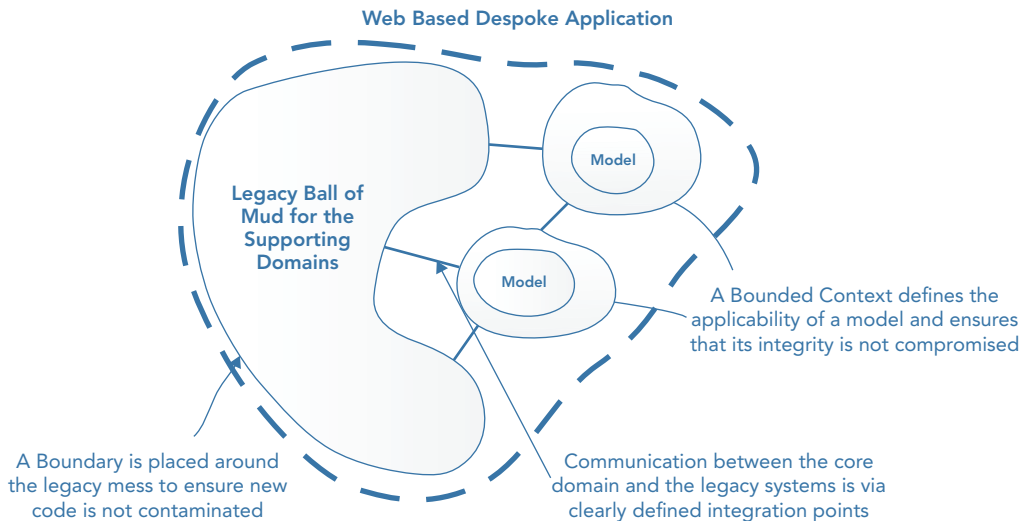 Web Based Despoke Application
Model
Legacy Ball of
Mud for the
Supporting
Domains
Model
A Bounded Context defines the
applicability of a model and ensures
that its integrity is not compromised
A Boundary is placed around
the legacy mess to ensure new
code is not contaminated
Communication between the core
domain and the legacy systems is via
clearly defined integration points